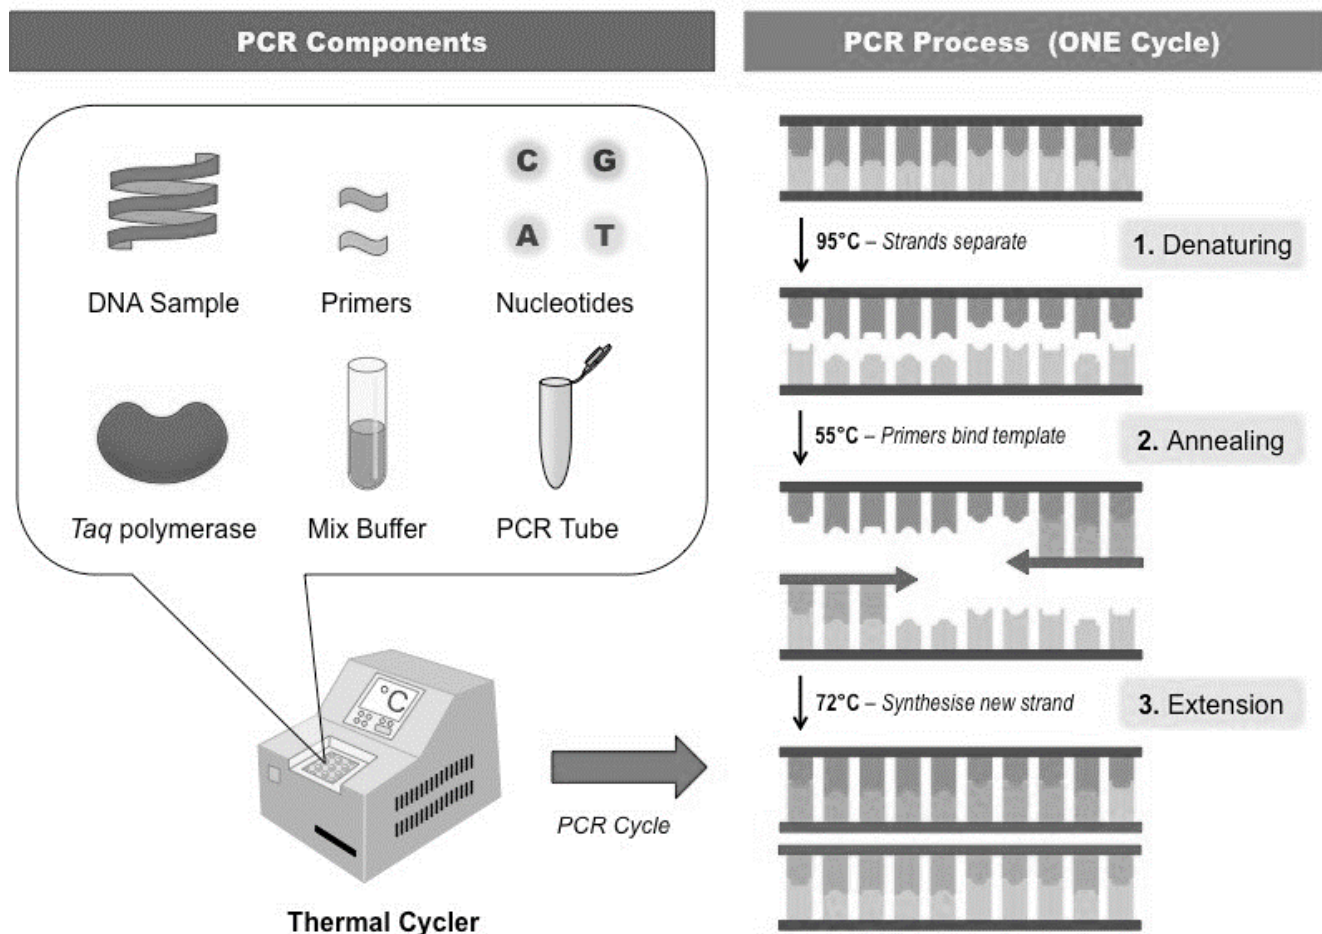 PCR Components
C G
A T
DNA Sample Primers Nucleotides
Taq polymerase Mix Buffer PCR Tube
°C
PCR Cycle
Thermal Cycler
PCR Process (ONE Cycle)
95°C – Strands separate
1. Denaturing
55°C – Primers bind template
2. Annealing
72°C – Synthesise new strand
3. Extension